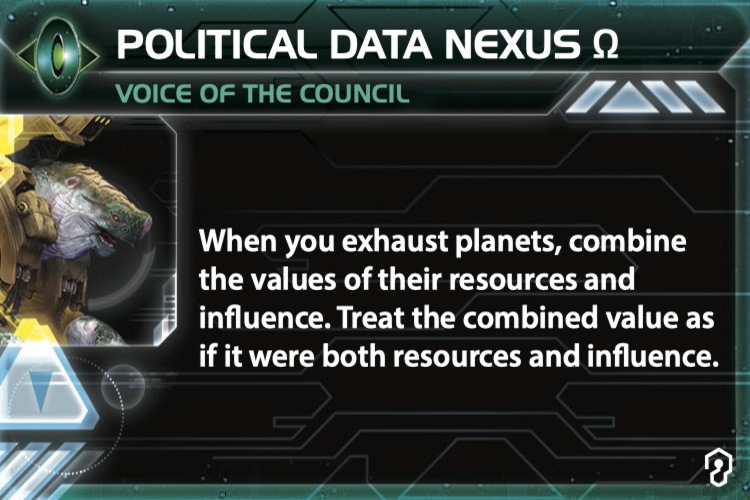 POLITICAL DATA NEXUS Ω
VOICE OF THE COUNCIL
When you exhaust planets, combine
the values of their resources and
influence. Treat the combined value as
if it were both resources and influence.